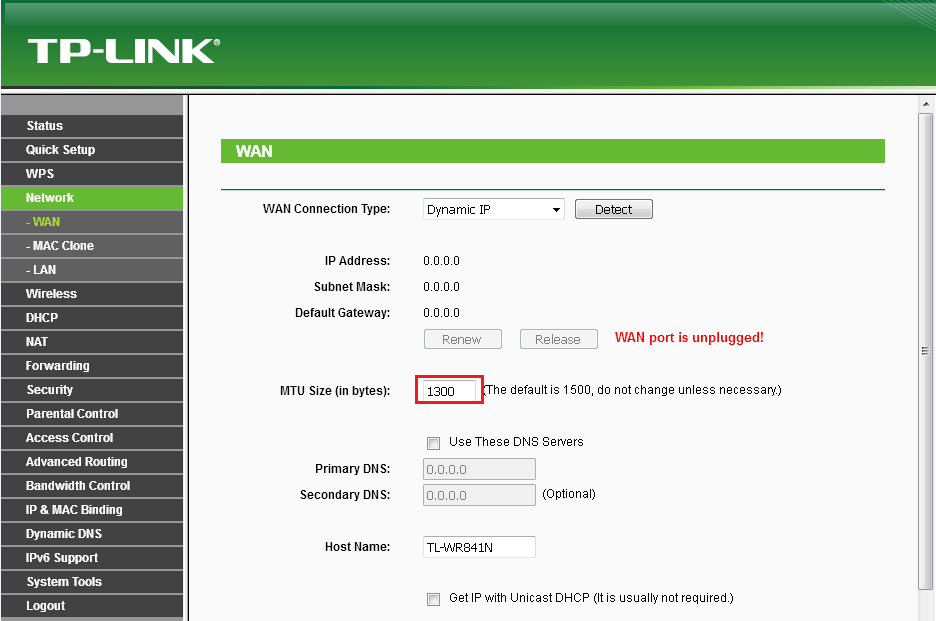 TP-LINK®
Status
Quick Setup
WPS
Network
- WAN
- MAC Clone
- LAN
Wireless
DHCP
NAT
Forwarding
Security
Parental Control
Access Control
Advanced Routing
Bandwidth Control
IP & MAC Binding
Dynamic DNS
IPv6 Support
System Tools
Logout
WAN
WAN Connection Type: Dynamic IP Detect
IP Address: 0.0.0.0
Subnet Mask: 0.0.0.0
Default Gateway: 0.0.0.0
Renew Release WAN port is unplugged!
MTU Size (in bytes): 1300 (The default is 1500, do not change unless necessary.)
Use These DNS Servers
Primary DNS: 0.0.0.0
Secondary DNS: 0.0.0.0 (Optional)
Host Name: TL-WR841N
Get IP with Unicast DHCP (It is usually not required.)